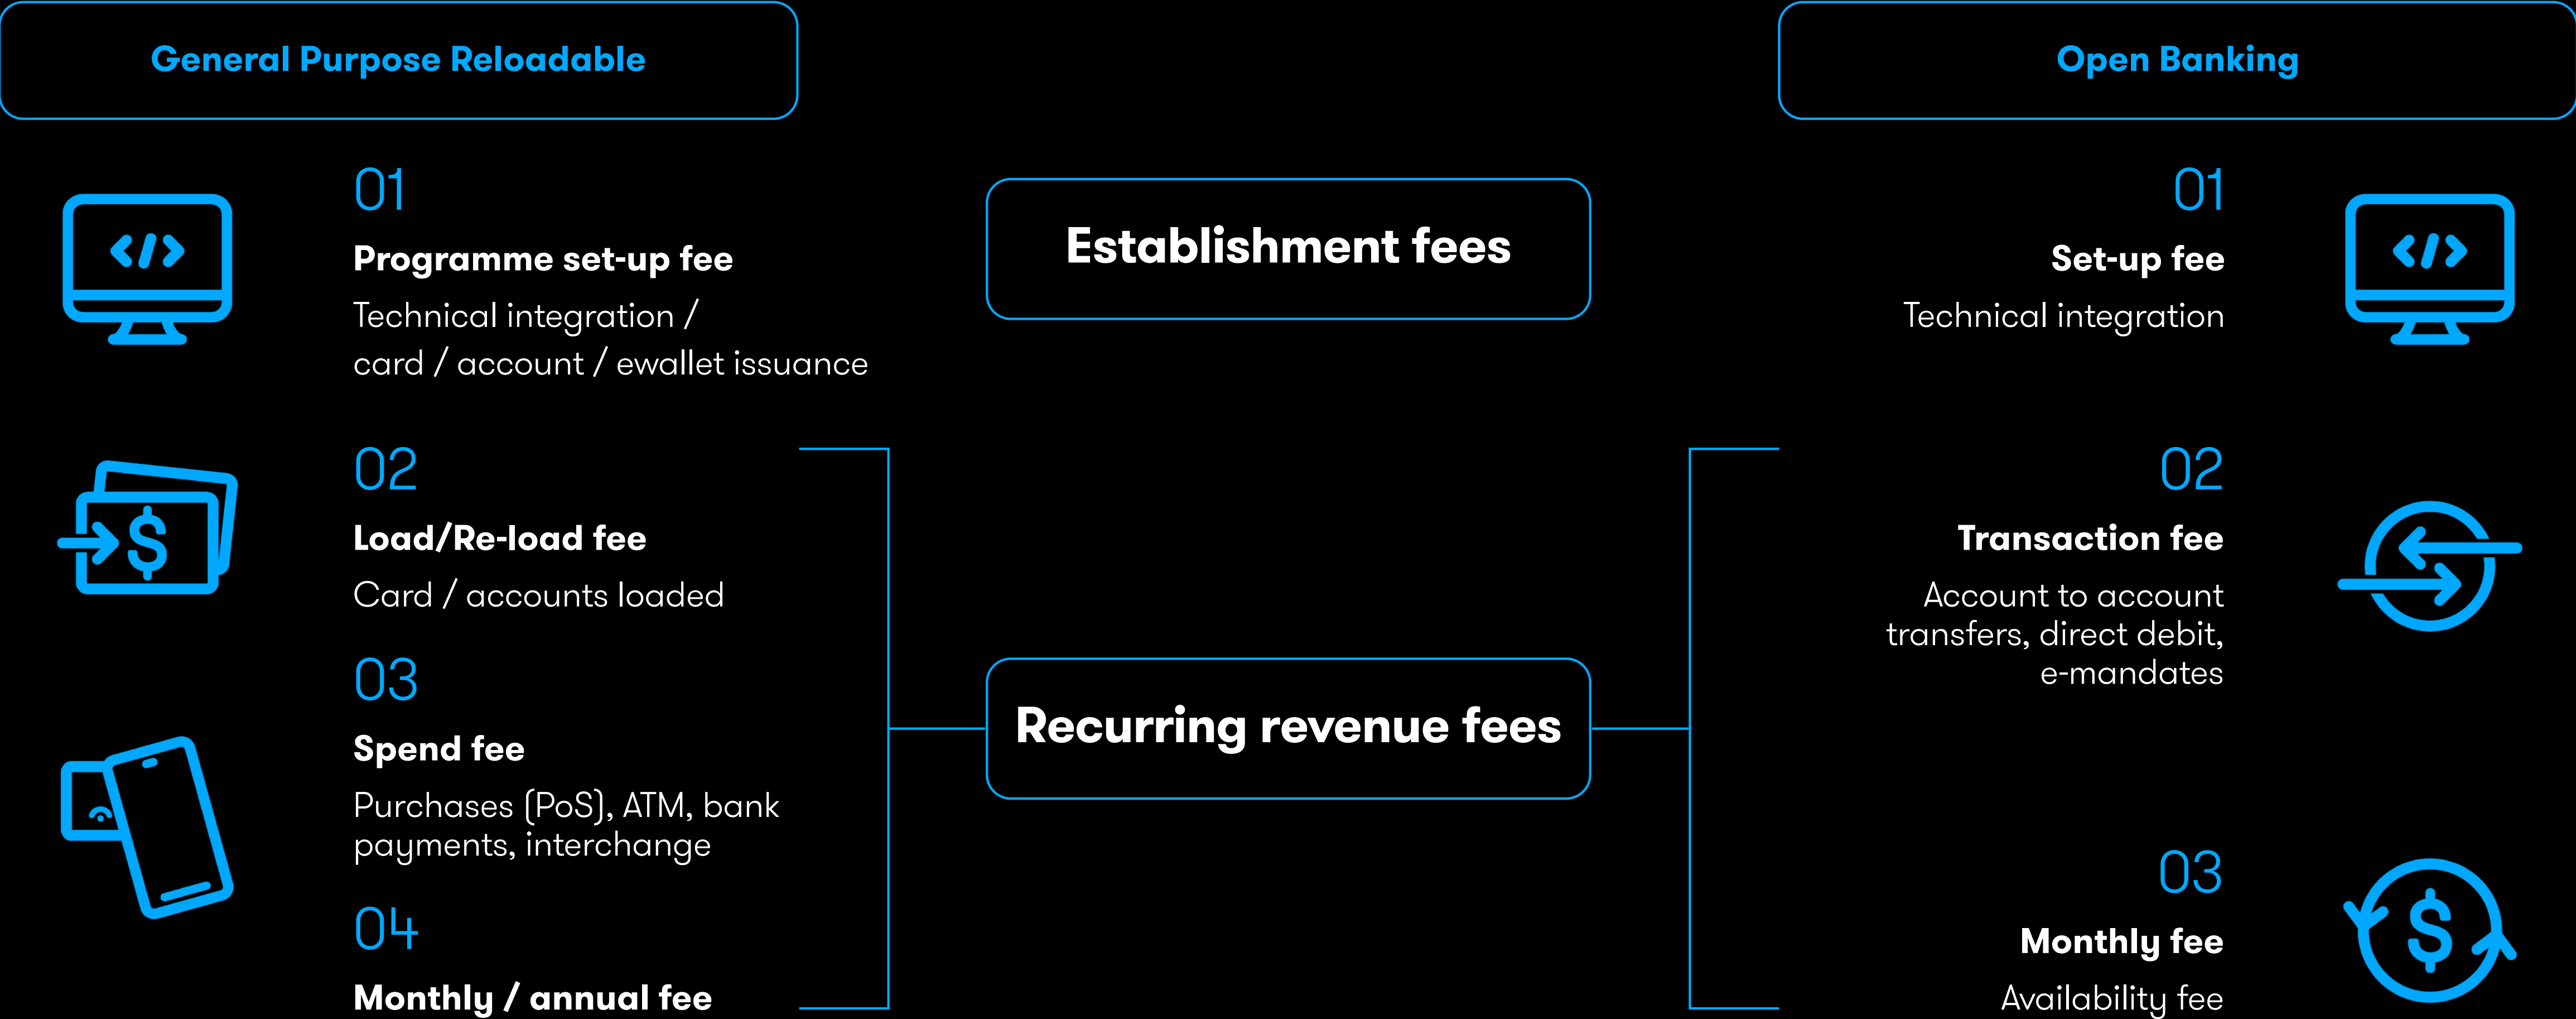 General Purpose Reloadable
01
Programme set-up fee
Technical integration /
card / account / ewallet issuance
02
Load/Re-load fee
Card / accounts loaded
03
Spend fee
Purchases (PoS), ATM, bank
payments, interchange
04
Monthly / annual fee
Establishment fees
Recurring revenue fees
Open Banking
01
Set-up fee
Technical integration
02
Transaction fee
Account to account
transfers, direct debit,
e-mandates
03
Monthly fee
Availability fee